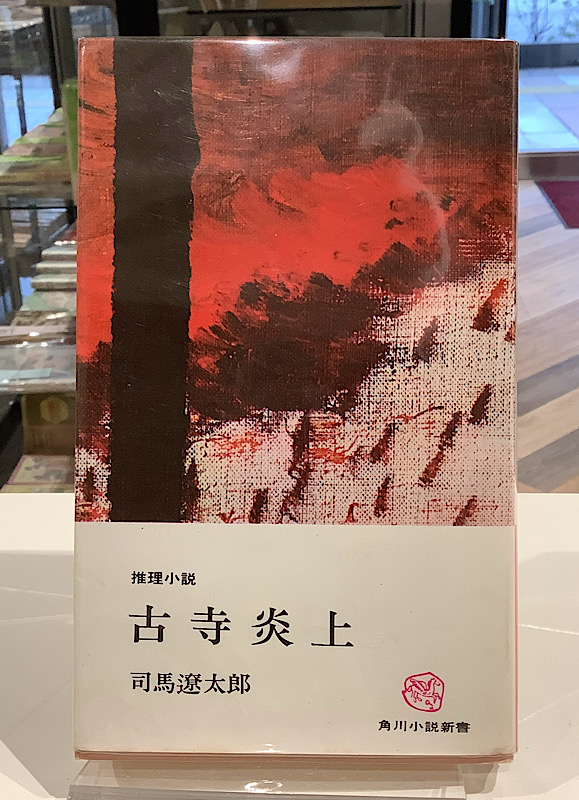 推理小説
古寺炎上
司馬遼太郎
角川小説新書